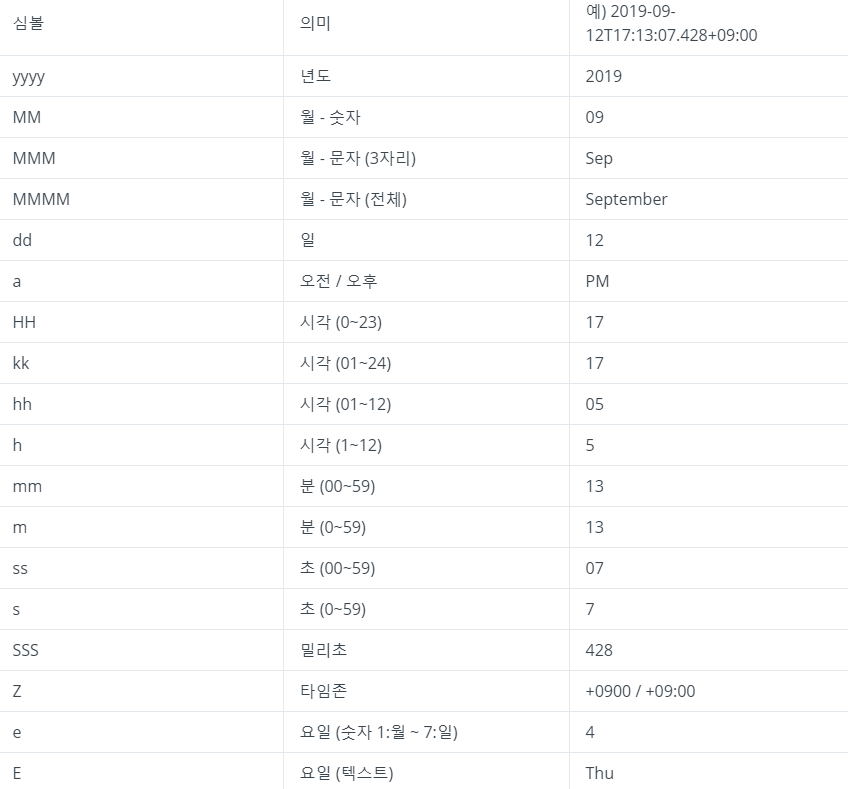 심볼 의미 예) 2019-09-
12T17:13:07.428+09:00
yyyy 년도 2019
MM 월 - 숫자 09
MMM 월 - 문자 (3자리) Sep
MMMM 월 - 문자 (전체) September
dd 일 12
a 오전 / 오후 PM
HH 시각 (0~23) 17
kk 시각 (01~24) 17
hh 시각 (01~12) 05
h 시각 (1~12) 5
mm 분 (00~59) 13
m 분 (0~59) 13
ss 초 (00~59) 07
s 초 (0~59) 7
SSS 밀리초 428
Z 타임존 +0900 / +09:00
e 요일 (숫자 1:월 ~ 7:일) 4
E 요일 (텍스트) Thu